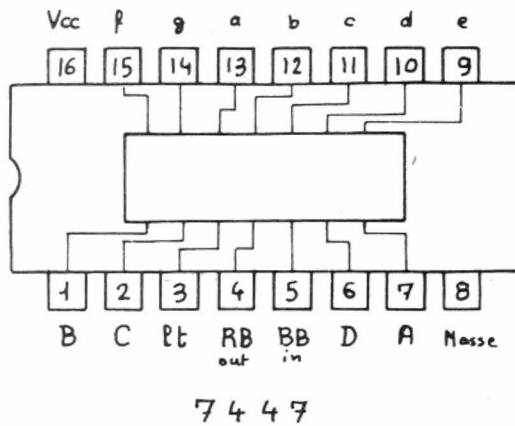 Vcc f g a b c d e
16 15 14 13 12 11 10 9
1 2 3 4 5 6 7 8
B C lt RB BB D A Masse
out in
7447